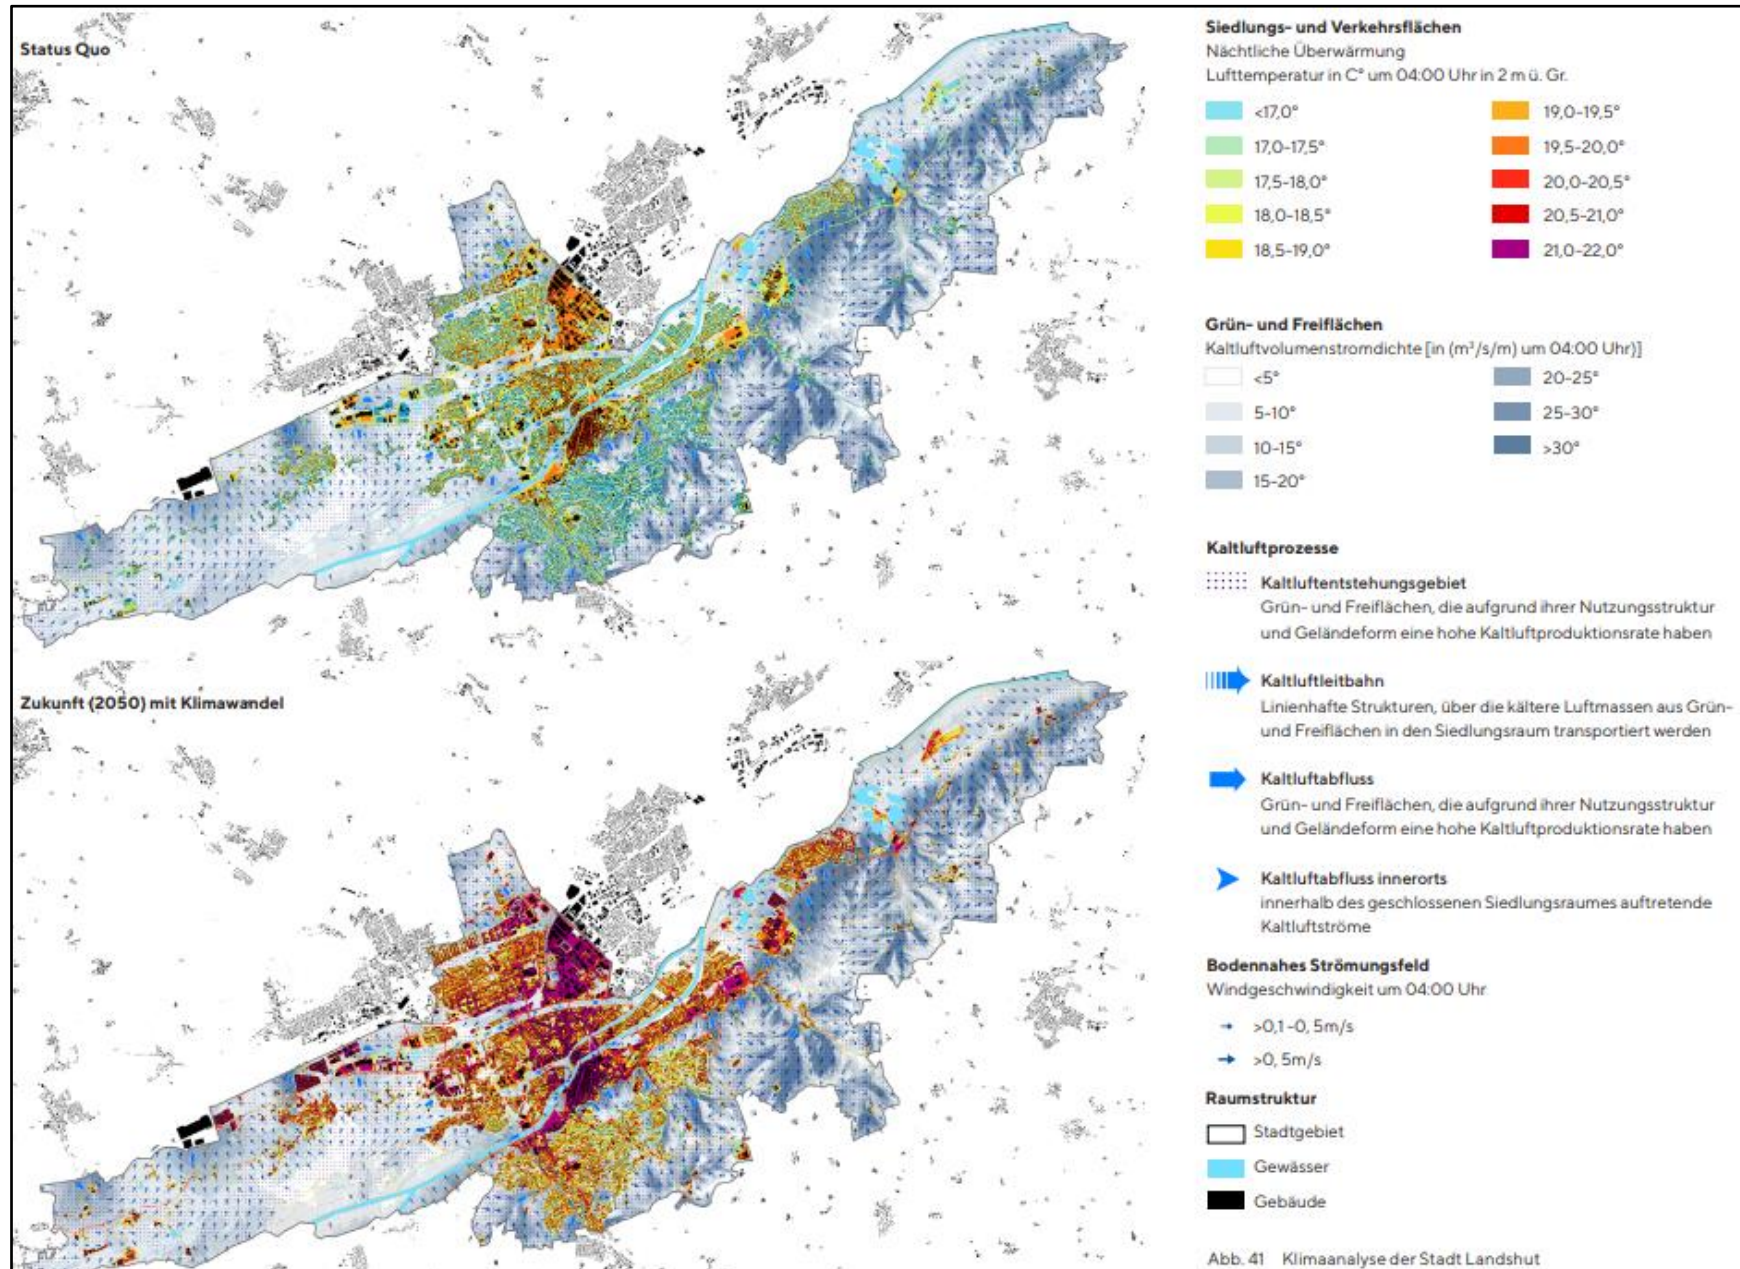 Status Quo
Zukunft (2050) mit Klimawandel
Siedlungs- und Verkehrsflächen
Nächtliche Überwärmung
Lufttemperatur in C° um 04:00 Uhr in 2 m ü. Gr.
<17,0°
17,0-17,5°
17,5-18,0°
18,0-18,5°
18,5-19,0°
19,0-19,5°
19,5-20,0°
20,0-20,5°
20,5-21,0°
21,0-22,0°
Grün- und Freiflächen
Kaltluftvolumenstromdichte [in (m³/s/m) um 04:00 Uhr)]
<5°
5-10°
10-15°
15-20°
20-25°
25-30°
>30°
Kaltluftprozesse
Kaltluftentstehungsgebiet
Grün- und Freiflächen, die aufgrund ihrer Nutzungsstruktur
und Geländeform eine hohe Kaltluftproduktionsrate haben
Kaltluftleitbahn
Linienhafte Strukturen, über die kältere Luftmassen aus Grün-
und Freiflächen in den Siedlungsraum transportiert werden
Kaltluftabfluss
Grün- und Freiflächen, die aufgrund ihrer Nutzungsstruktur
und Geländeform eine hohe Kaltluftproduktionsrate haben
Kaltluftabfluss innerorts
innerhalb des geschlossenen Siedlungsraumes auftretende
Kaltluftströme
Bodennahes Strömungsfeld
Windgeschwindigkeit um 04:00 Uhr
>0,1-0, 5m/s
>0, 5m/s
Raumstruktur
Stadtgebiet
Gewässer
Gebäude
Abb. 41 Klimaanalyse der Stadt Landshut